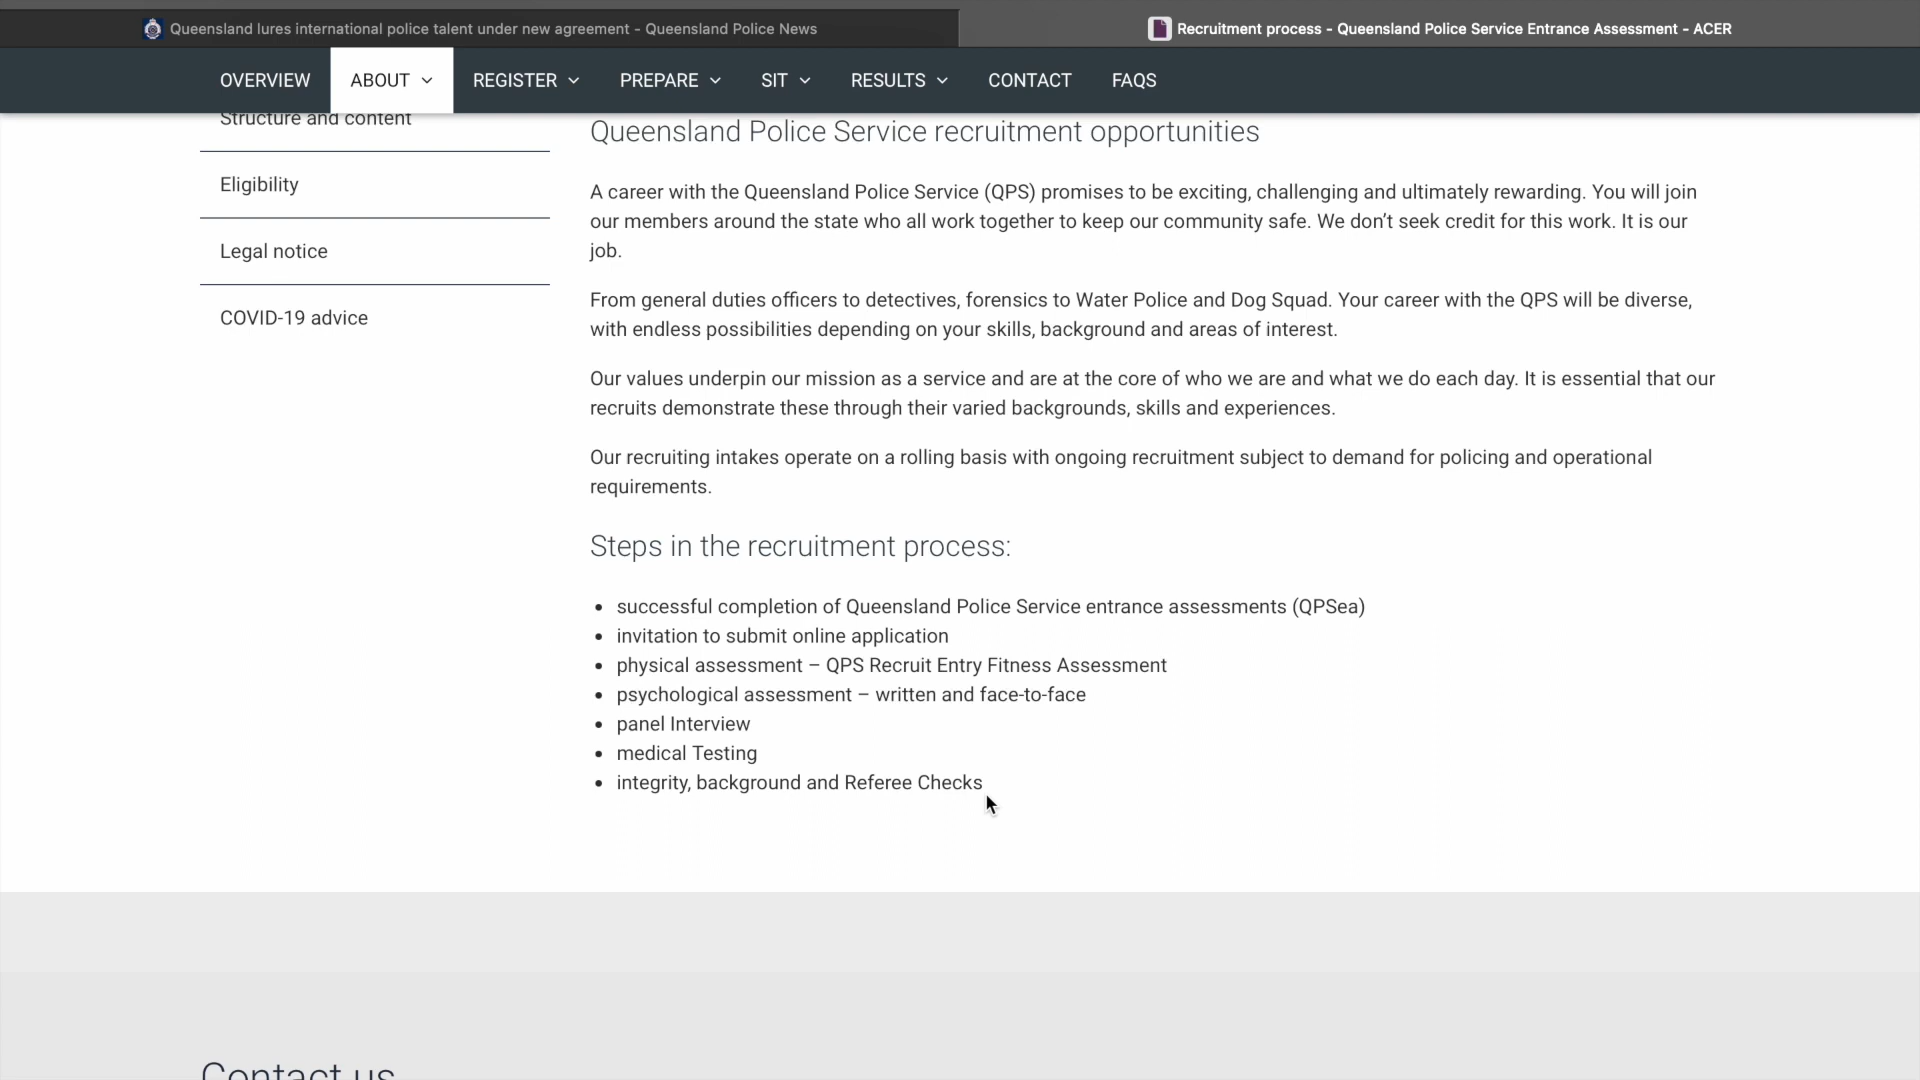 Queensland lures international police talent under new agreement - Queensland Police News
Recruitment process - Queensland Police Service Entrance Assessment - ACER
OVERVIEW ABOUT REGISTER PREPARE SIT RESULTS CONTACT FAQS
Structure and content
Eligibility
Legal notice
COVID-19 advice
Queensland Police Service recruitment opportunities
A career with the Queensland Police Service (QPS) promises to be exciting, challenging and ultimately rewarding. You will join
our members around the state who all work together to keep our community safe. We don’t seek credit for this work. It is our
job.
From general duties officers to detectives, forensics to Water Police and Dog Squad. Your career with the QPS will be diverse,
with endless possibilities depending on your skills, background and areas of interest.
Our values underpin our mission as a service and are at the core of who we are and what we do each day. It is essential that our
recruits demonstrate these through their varied backgrounds, skills and experiences.
Our recruiting intakes operate on a rolling basis with ongoing recruitment subject to demand for policing and operational
requirements.
Steps in the recruitment process:
• successful completion of Queensland Police Service entrance assessments (QPSea)
• invitation to submit online application
• physical assessment – QPS Recruit Entry Fitness Assessment
• psychological assessment – written and face-to-face
• panel Interview
• medical Testing
• integrity, background and Referee Checks
Contact us